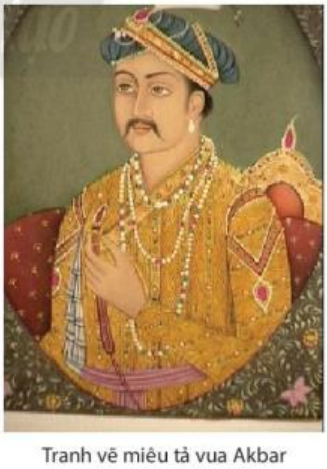 Tranh vẽ miêu tả vua Akbar